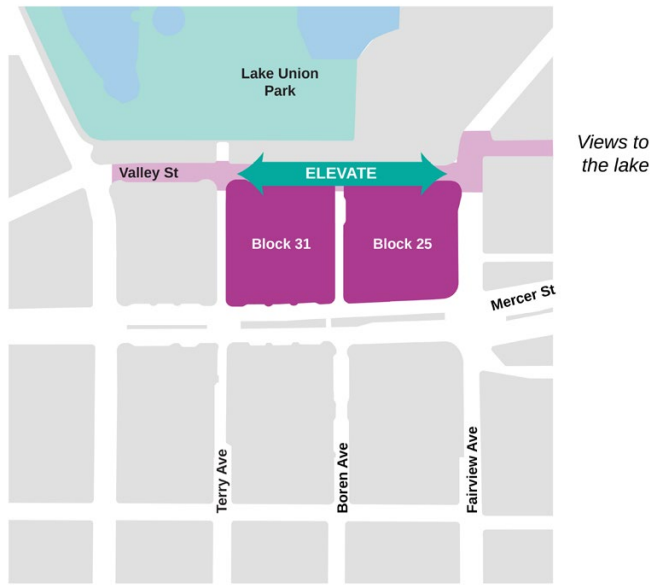 Lake Union
Park
Views to
the lake
Valley St
ELEVATE
Block 31
Block 25
Mercer St
Terry Ave
Boren Ave
Fairview Ave